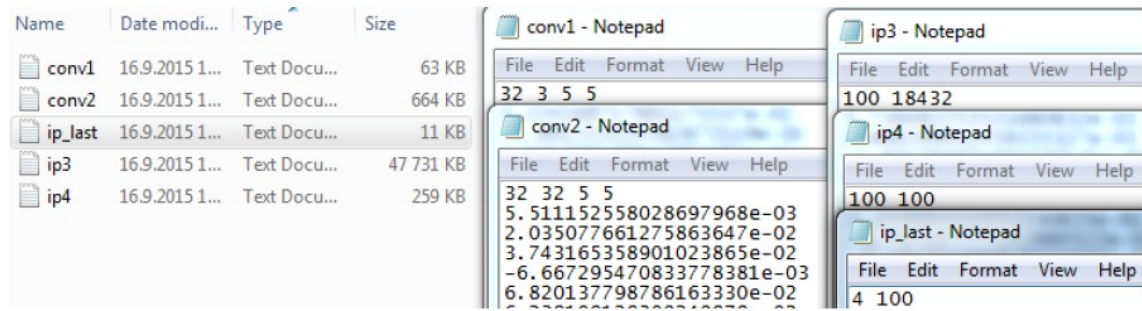 Name Date modi... Type Size
conv1 16.9.2015 1... Text Docu... 63 KB
conv2 16.9.2015 1... Text Docu... 664 KB
ip_last 16.9.2015 1... Text Docu... 11 KB
ip3 16.9.2015 1... Text Docu... 47 731 KB
ip4 16.9.2015 1... Text Docu... 259 KB
conv1 - Notepad
File Edit Format View Help
32 3 5 5
conv2 - Notepad
File Edit Format View Help
32 32 5 5
5.511152558028697968e-03
2.035077661275863647e-02
3.743165358901023865e-02
-6.667295470833778381e-03
6.820137798786163330e-02
ip3 - Notepad
File Edit Format View Help
100 18432
ip4 - Notepad
File Edit Format View Help
100 100
ip_last - Notepad
File Edit Format View Help
4 100